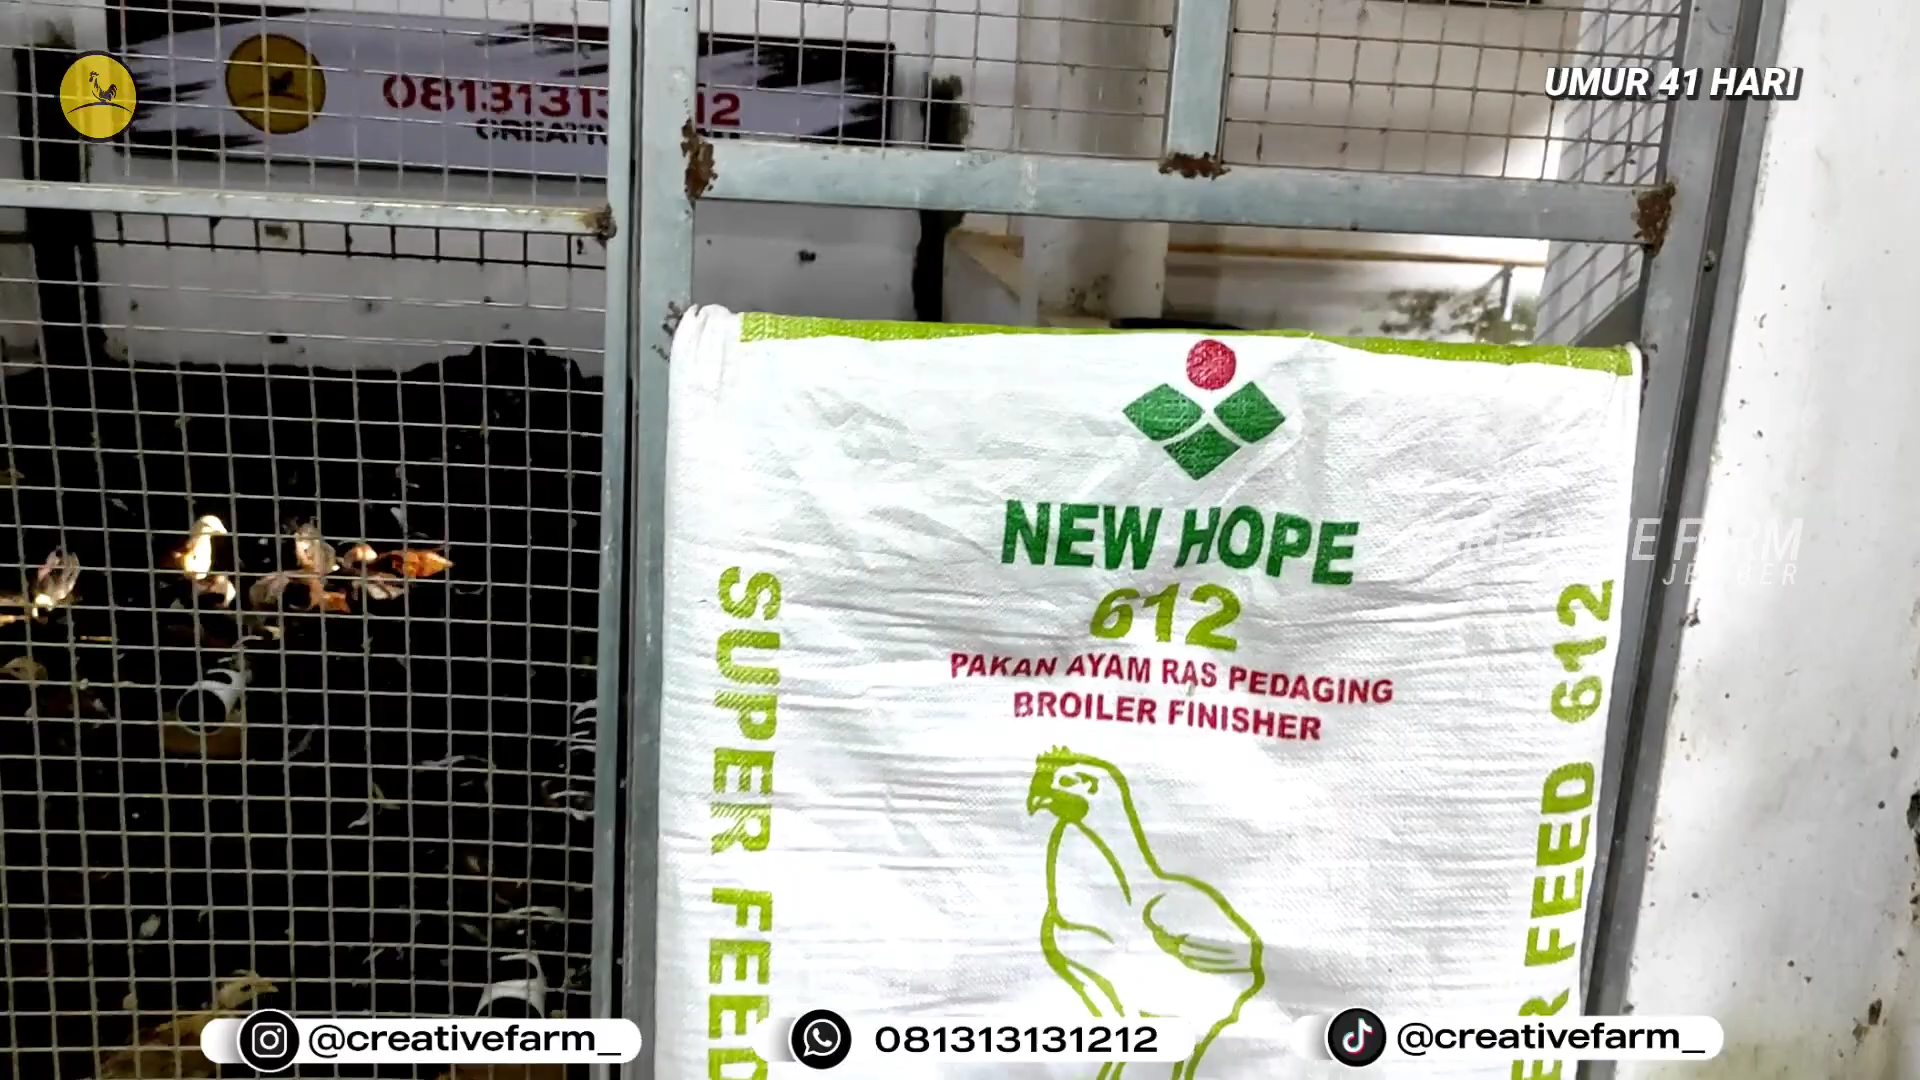 UMUR 41 HARI
NEW HOPE
612
PAKAN AYAM RAS PEDAGING
BROILER FINISHER
SUPER FEED
FEED 612
FARM
@creativefarm_
081313131212
@creativefarm_